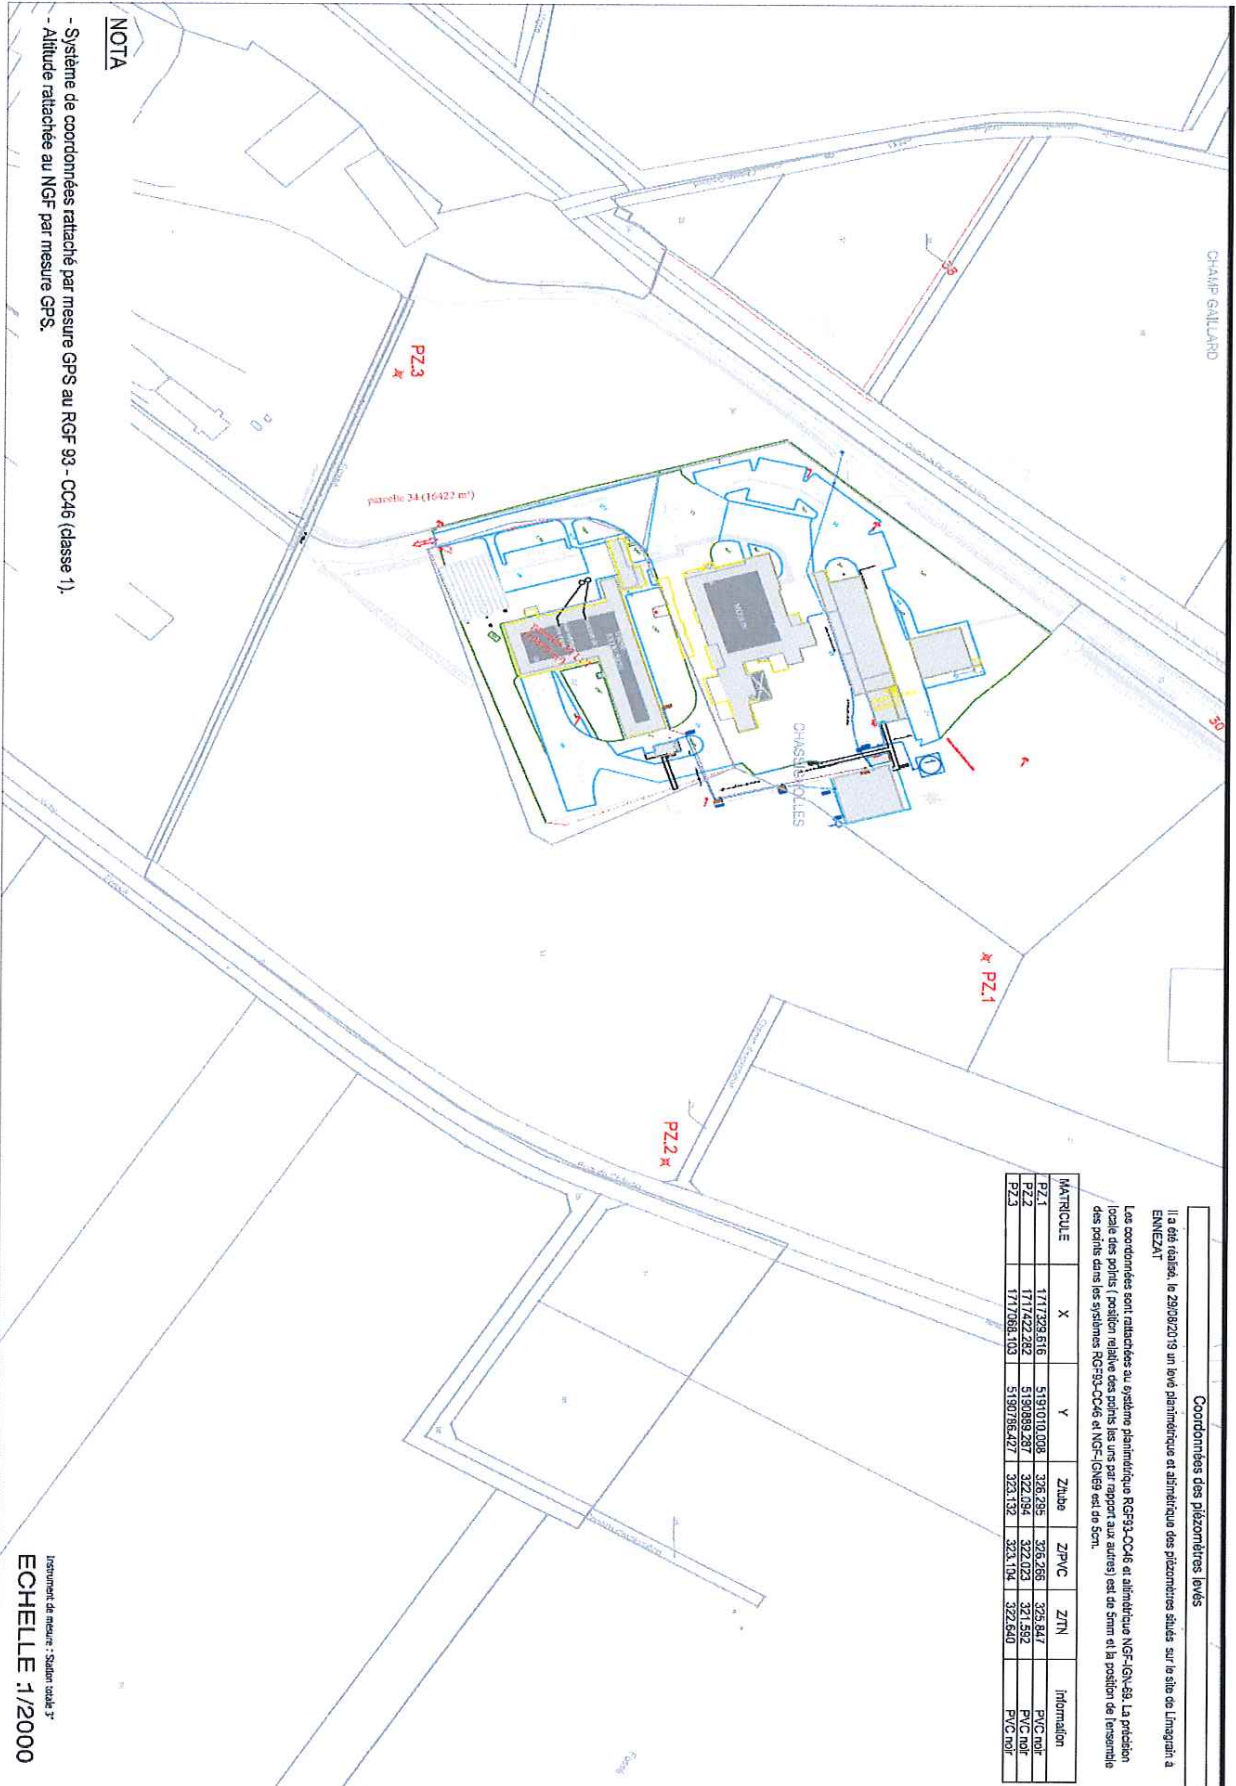 Coordonnées des piézomètres levés
Il a été réalisé, le 29/08/2019 un levé planimétrique et altimétrique des piézomètres situés sur le site de Limagrain à
ENNEZAT
Les coordonnées sont rattachées au système planimétrique RGF93-CC46 et altimétrique NGF-IGN-69. La précision
locale des points ( position relative des points les uns par rapport aux autres) est de 5mm et la position de l'ensemble
des points dans les systèmes RGF93-CC46 et NGF-IGN69 est de 5cm.
MATRICULE X Y Z/tube Z/PVC Z/TN Information
PZ.1 1717329.616 5191010.008 326.295 326.266 325.847 PVC noir
PZ.2 1717422.282 5190889.287 322.094 322.023 321.592 PVC noir
PZ.3 1717068.103 5190786.427 323.132 323.104 322.640 PVC noir
CHAMP GAILLARD
38
30
PZ.1
CHASSIGNOLLES
MOULIN
PZ.2
PZ.3
parcelle 34 (16422 m²)
Fossé
NOTA
- Système de coordonnées rattaché par mesure GPS au RGF 93 - CC46 (classe 1).
- Altitude rattachée au NGF par mesure GPS.
Instrument de mesure : Station totale 3"
ECHELLE :1/2000